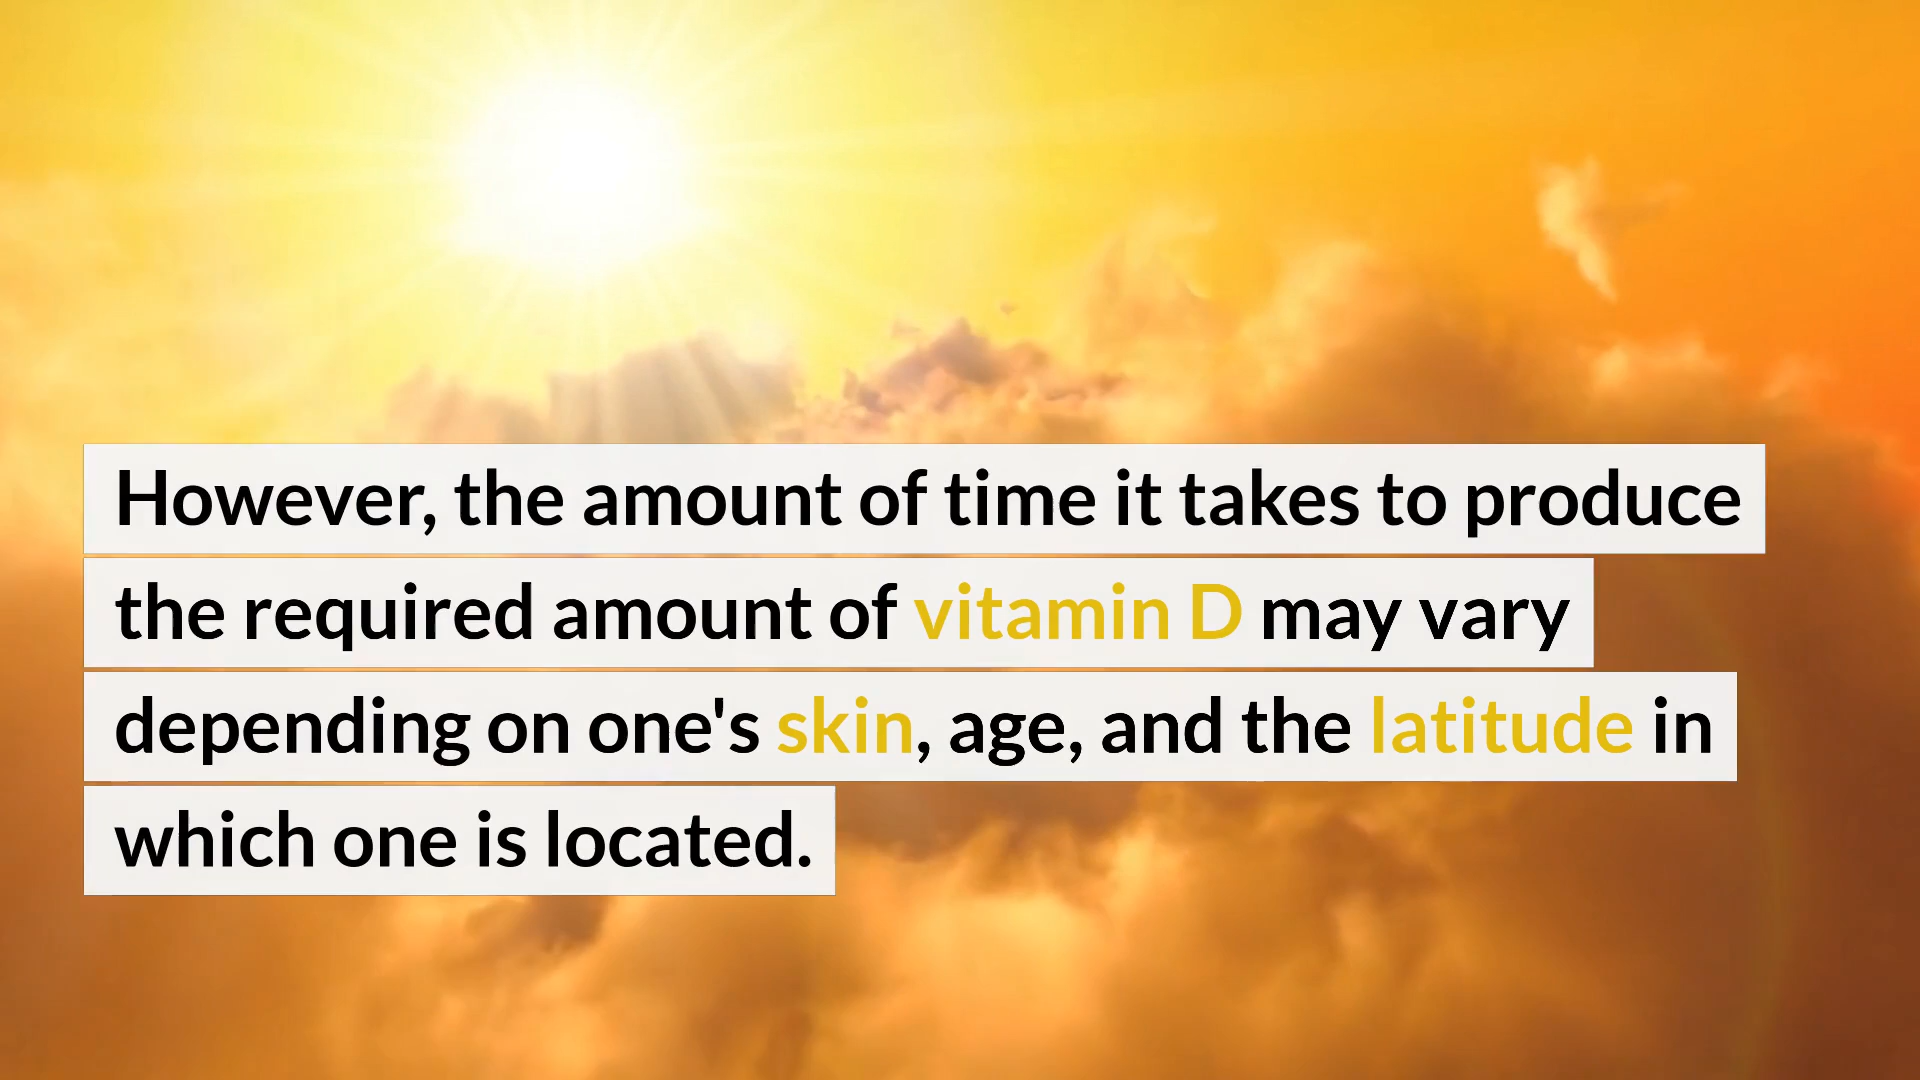 However, the amount of time it takes to produce
the required amount of vitamin D may vary
depending on one's skin, age, and the latitude in
which one is located.